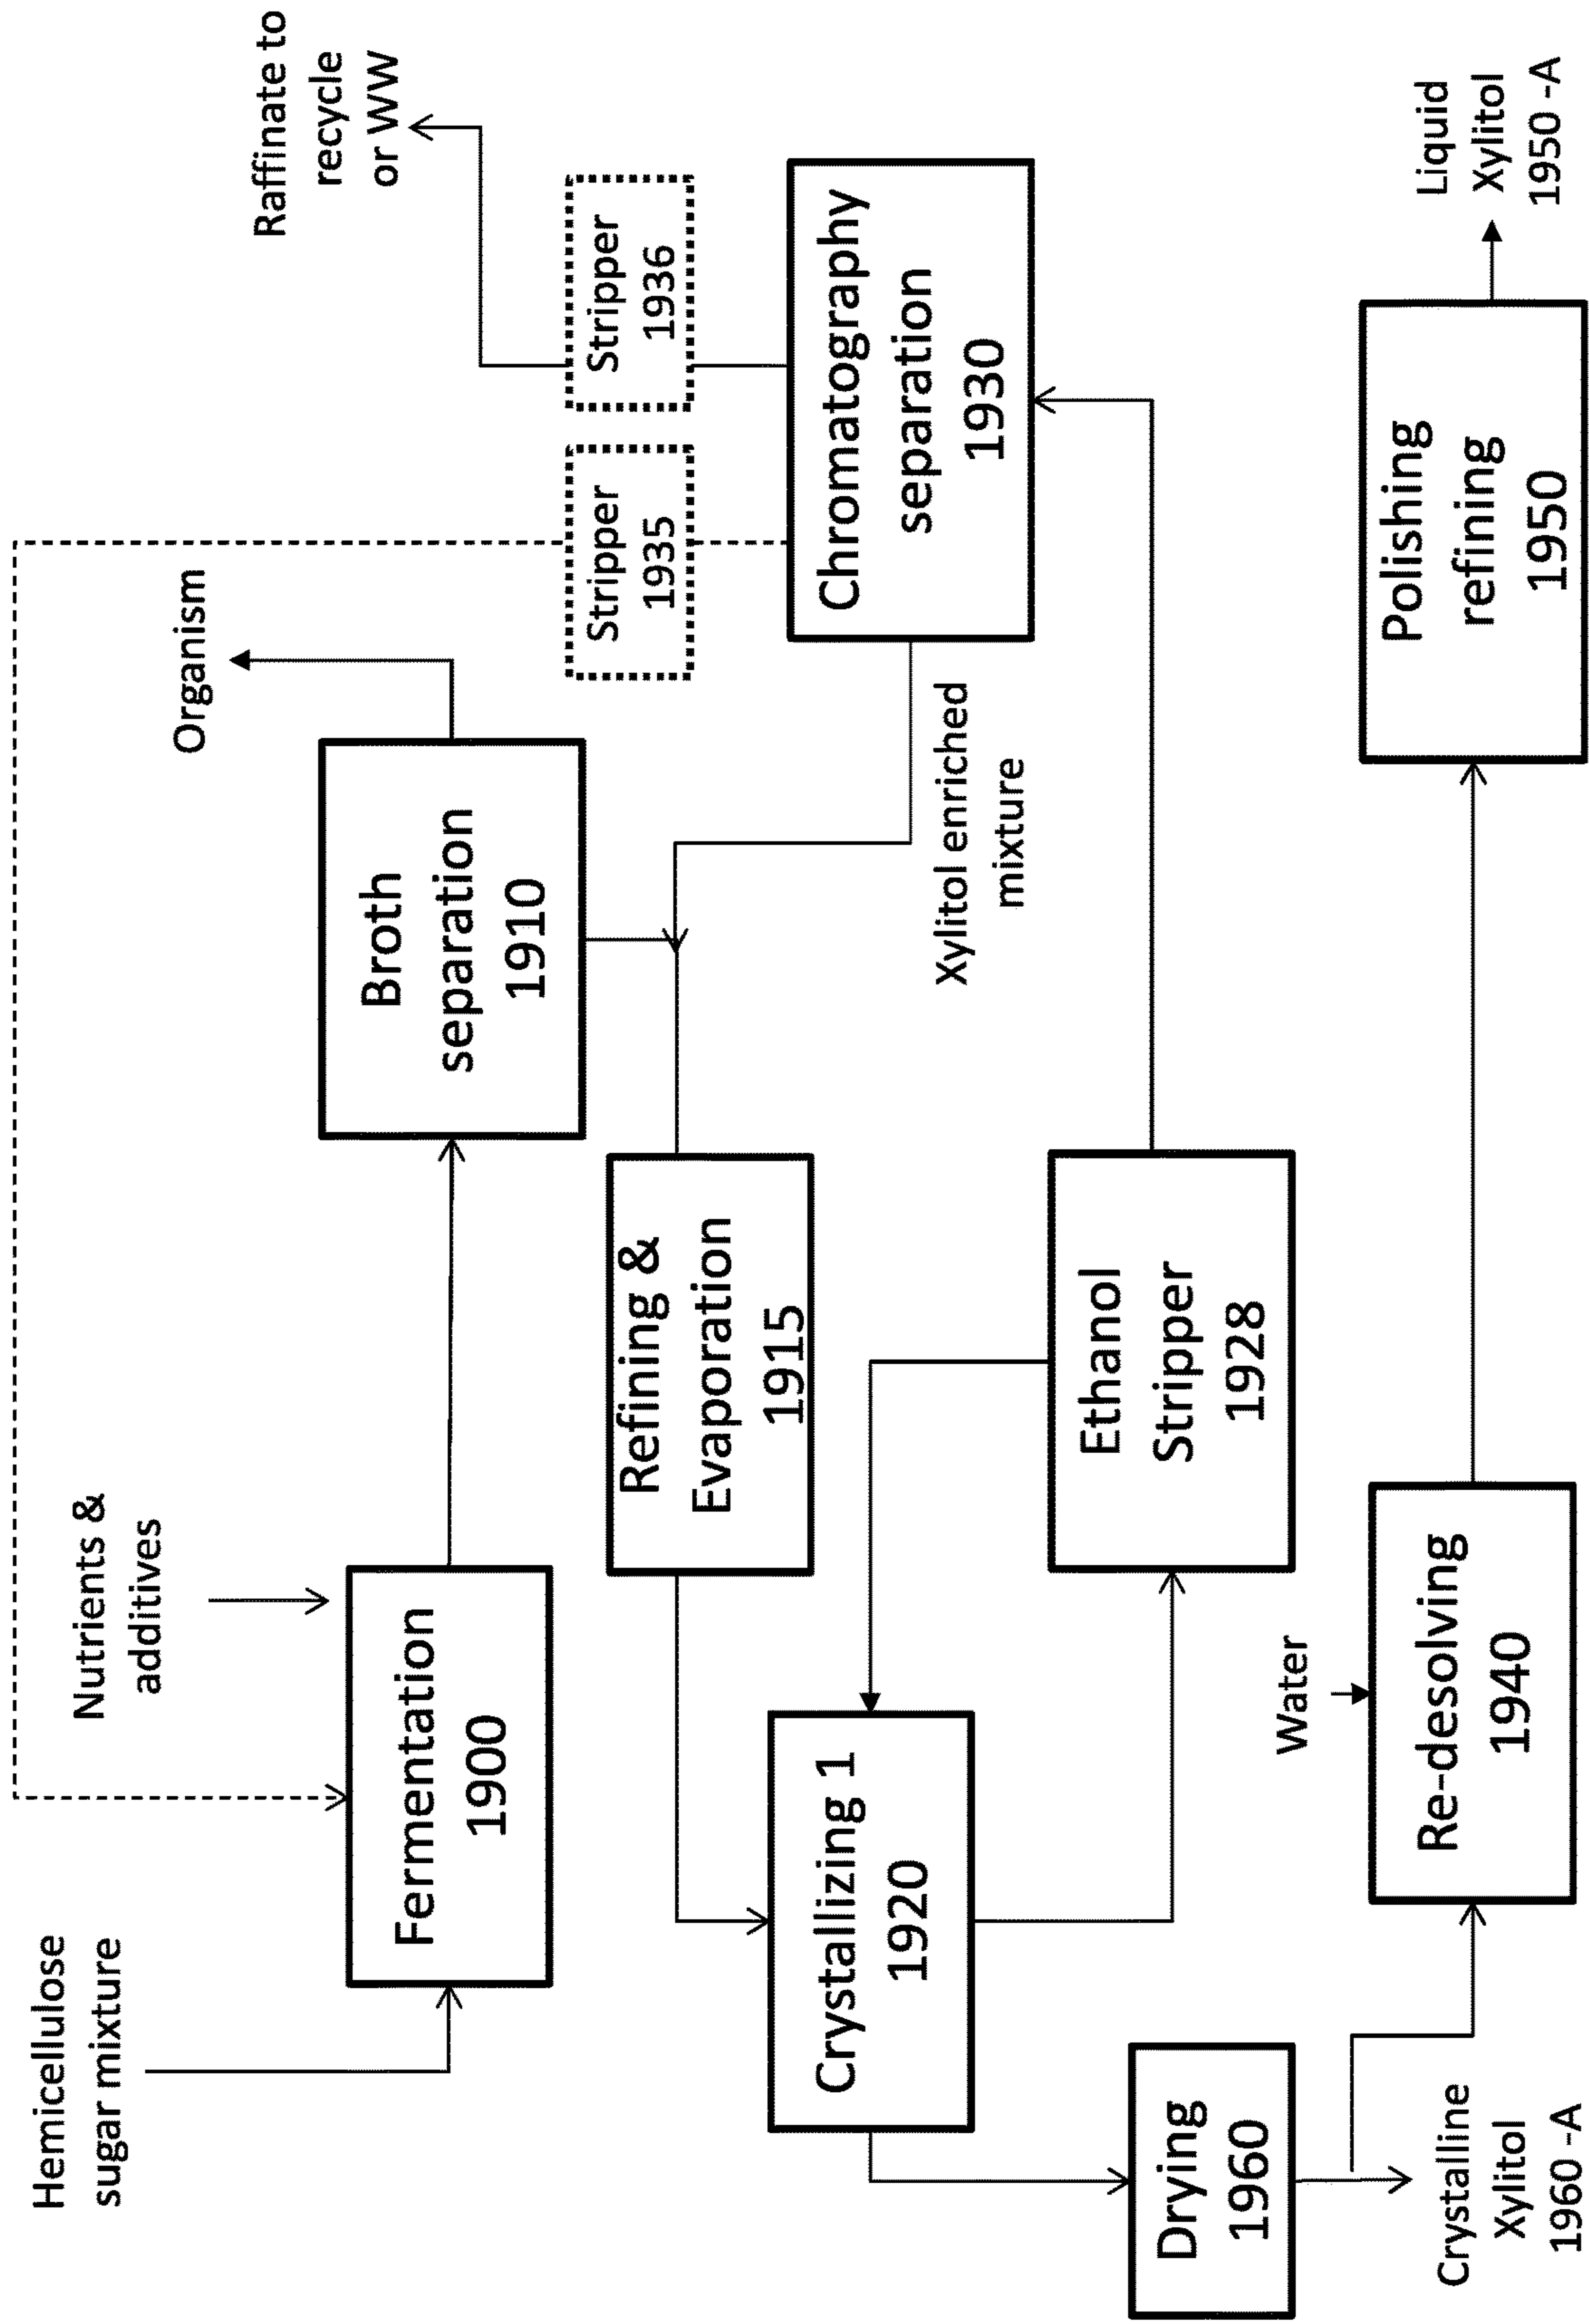 Hemicellulose
sugar mixture
Nutrients &
additives
Organism
Raffinate to
recycle
or WW
Fermentation
1900
Broth
separation
1910
Stripper
1935
Stripper
1936
Refining &
Evaporation
1915
Crystallizing 1
1920
Chromatography
separation
1930
Xylitol enriched
mixture
Ethanol
Stripper
1928
Drying
1960
Water
Re-desolving
1940
Polishing
refining
1950
Crystalline
Xylitol
1960 -A
Liquid
Xylitol
1950 -A